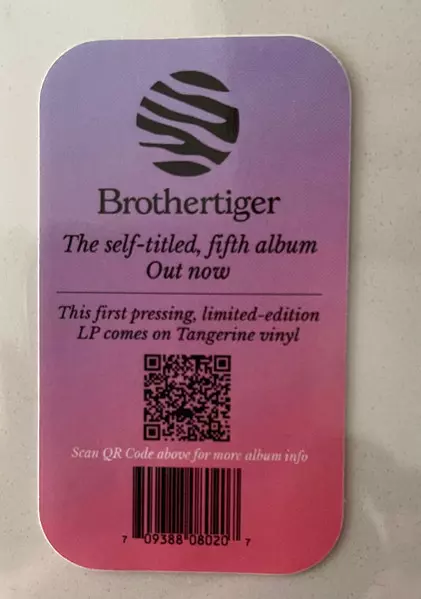 Brothertiger
The self-titled, fifth album
Out now
This first pressing, limited-edition
LP comes on Tangerine vinyl
Scan QR Code above for more album info
7 09388 08020 7